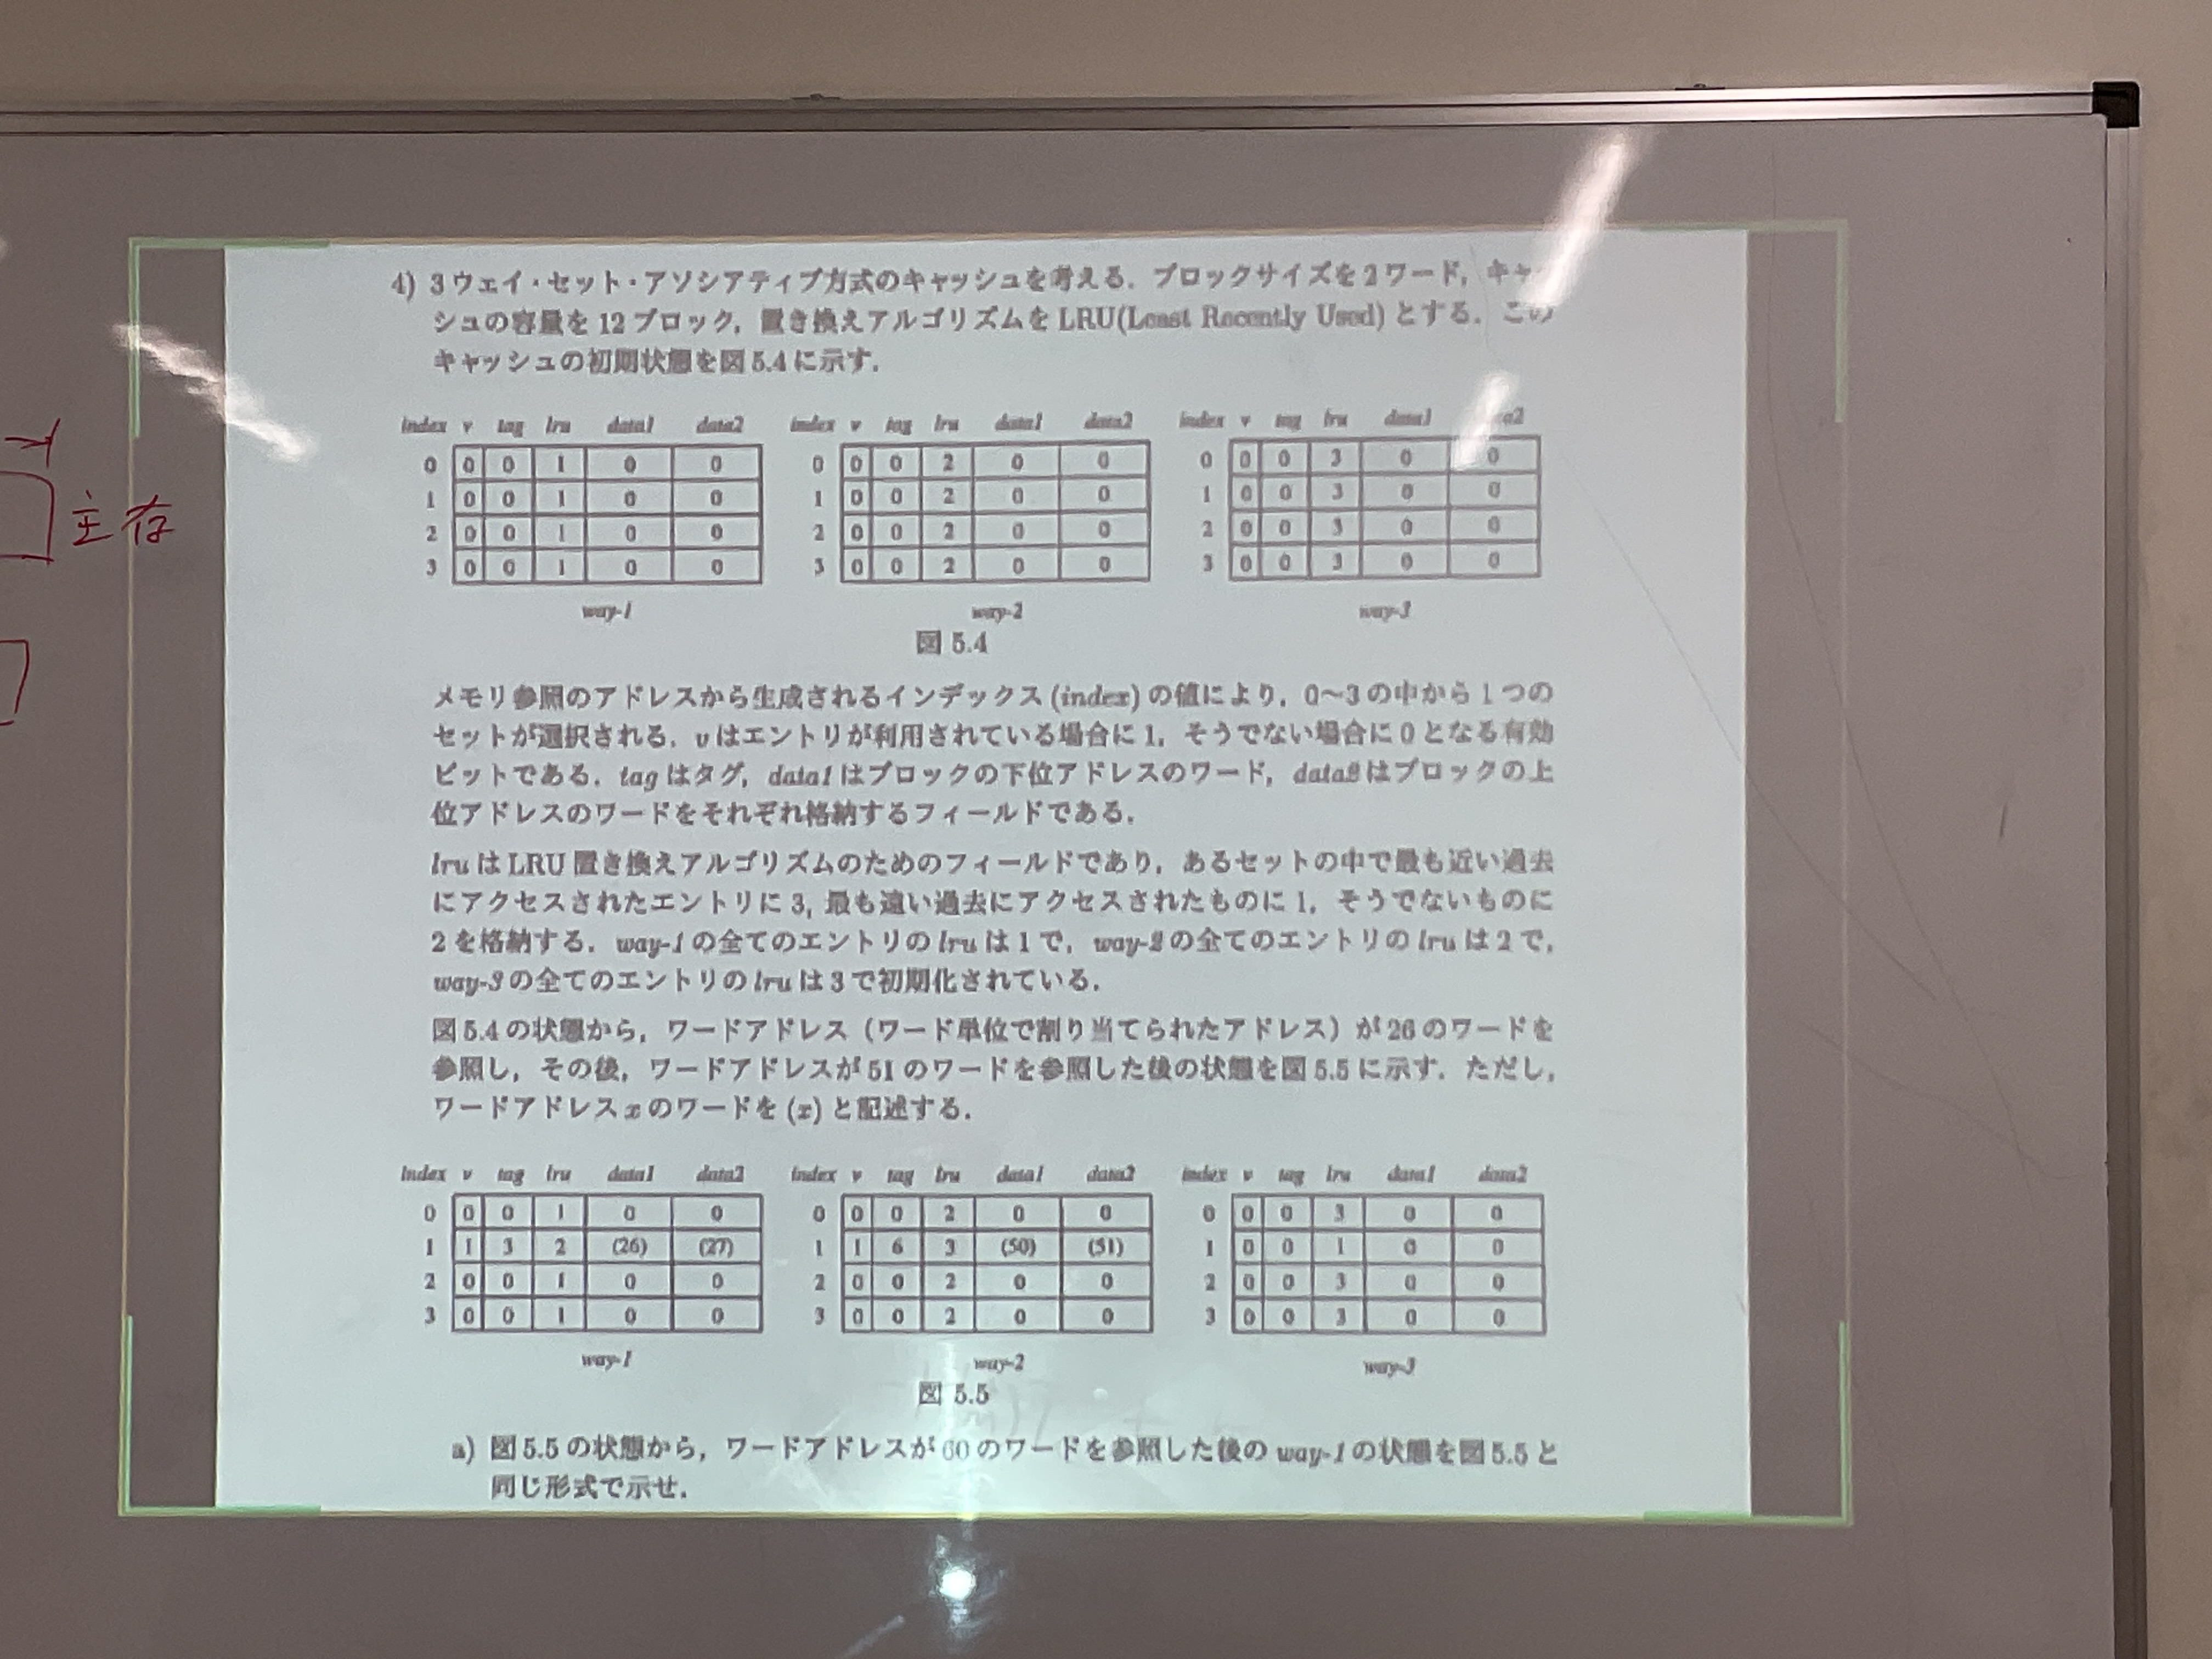 4) 3ウェイ・セット・アソシアティブ方式のキャッシュを考える．ブロックサイズを2ワード，キャッ
シュの容量を12ブロック，置き換えアルゴリズムをLRU(Least Recently Used)とする．この
キャッシュの初期状態を図5.4に示す．
index v tag lru data1 data2 index v tag lru data1 data2 index v tag lru data1
0 0 0 1 0 0 0 0 0 2 0 0 0 0 0 3 0 0
1 0 0 1 0 0 1 0 0 2 0 0 1 0 0 3 0 0
2 0 0 1 0 0 2 0 0 2 0 0 2 0 0 3 0 0
3 0 0 1 0 0 3 0 0 2 0 0 3 0 0 3 0 0
way-1 way-2 way-3
図 5.4
メモリ参照のアドレスから生成されるインデックス(index)の値により，0～3の中から1つの
セットが選択される．vはエントリが利用されている場合に1，そうでない場合に0となる有効
ビットである．tagはタグ，data1はブロックの下位アドレスのワード，data2はブロックの上
位アドレスのワードをそれぞれ格納するフィールドである．
lruはLRU置き換えアルゴリズムのためのフィールドであり，あるセットの中で最も近い過去
にアクセスされたエントリに3，最も遠い過去にアクセスされたものに1，そうでないものに
2を格納する．way-1の全てのエントリのlruは1で，way-2の全てのエントリのlruは2で，
way-3の全てのエントリのlruは3で初期化されている．
図5.4の状態から，ワードアドレス（ワード単位で割り当てられたアドレス）が26のワードを
参照し，その後，ワードアドレスが51のワードを参照した後の状態を図5.5に示す．ただし，
ワードアドレスxのワードを(x)と記述する．
index v tag lru data1 data2 index v tag lru data1 data2 index v tag lru data1 data2
0 0 0 1 0 0 0 0 0 2 0 0 0 0 0 3 0 0
1 1 3 2 (26) (27) 1 1 6 3 (50) (51) 1 0 0 1 0 0
2 0 0 1 0 0 2 0 0 2 0 0 2 0 0 3 0 0
3 0 0 1 0 0 3 0 0 2 0 0 3 0 0 3 0 0
way-1 way-2 way-3
図 5.5
a) 図5.5の状態から，ワードアドレスが60のワードを参照した後のway-1の状態を図5.5と
同じ形式で示せ．
主存